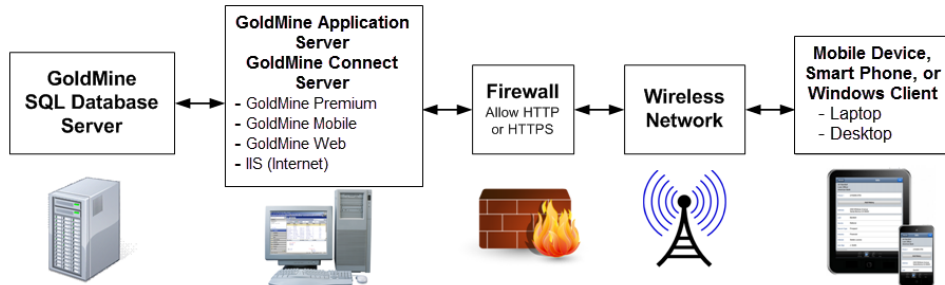 GoldMine
SQL Database
Server
GoldMine Application
Server
GoldMine Connect
Server
- GoldMine Premium
- GoldMine Mobile
- GoldMine Web
- IIS (Internet)
Firewall
Allow HTTP
or HTTPS
Wireless
Network
Mobile Device,
Smart Phone, or
Windows Client
- Laptop
- Desktop